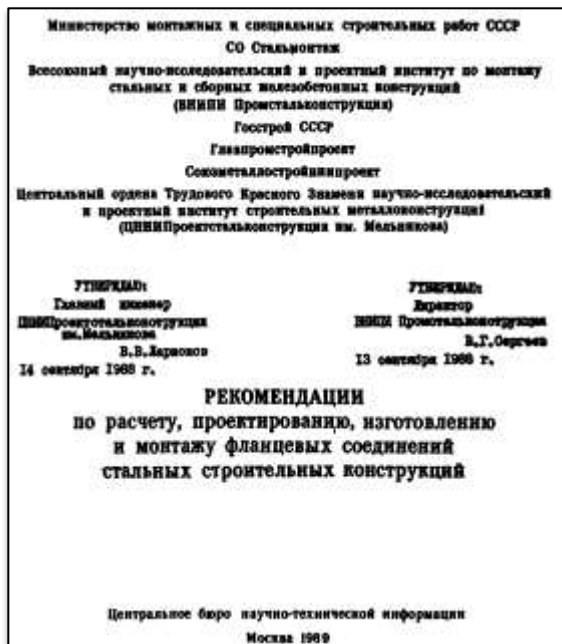 Министерство монтажных и специальных строительных работ СССР
СО Стальмонтаж
Всесоюзный научно-исследовательский и проектный институт по монтажу
стальных и сборных железобетонных конструкций
(ВНИПИ Промстальконструкция)
Госстрой СССР
Главпромстройпроект
Союзметаллостройниипроект
Центральный ордена Трудового Красного Знамени научно-исследовательский
и проектный институт строительных металлоконструкций
(ЦНИИПроектстальконструкция им. Мельникова)
УТВЕРЖДАЮ:
Главный инженер
ЦНИИПроектстальконструкция
им.Мельникова
В.В.Ларионов
14 сентября 1988 г.
УТВЕРЖДАЮ:
Директор
ВНИПИ Промстальконструкция
В.Г.Сергеев
13 сентября 1988 г.
РЕКОМЕНДАЦИИ
по расчету, проектированию, изготовлению
и монтажу фланцевых соединений
стальных строительных конструкций
Центральное бюро научно-технической информации
Москва 1989